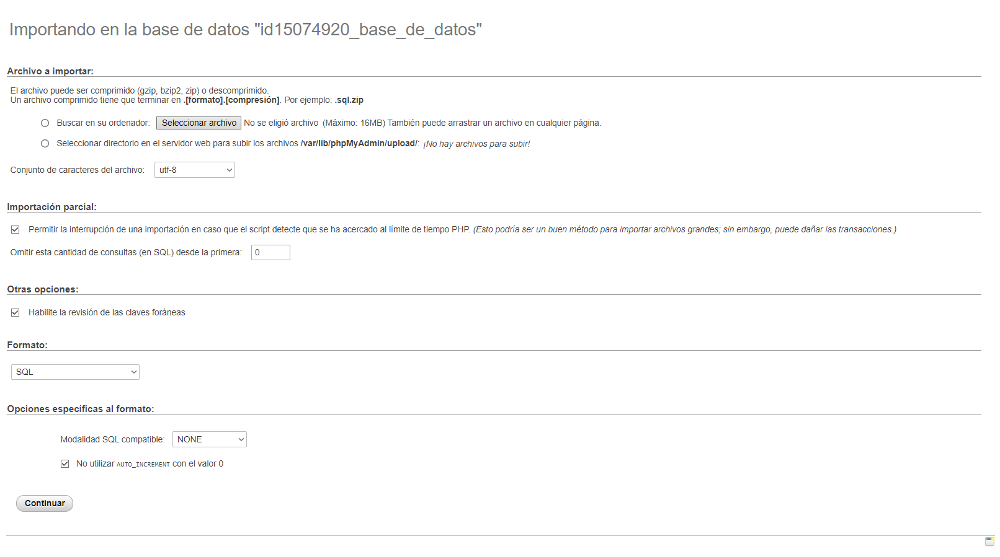 Importando en la base de datos "id15074920_base_de_datos"
Archivo a importar:
El archivo puede ser comprimido (gzip, bzip2, zip) o descomprimido.
Un archivo comprimido tiene que terminar en .[formato].[compresión]. Por ejemplo: .sql.zip
Buscar en su ordenador: Seleccionar archivo No se eligió archivo (Máximo: 16MB) También puede arrastrar un archivo en cualquier página.
Seleccionar directorio en el servidor web para subir los archivos /var/lib/phpMyAdmin/upload/: ¡No hay archivos para subir!
Conjunto de caracteres del archivo: utf-8
Importación parcial:
Permitir la interrupción de una importación en caso que el script detecte que se ha acercado al límite de tiempo PHP. (Esto podría ser un buen método para importar archivos grandes; sin embargo, puede dañar las transacciones.)
Omitir esta cantidad de consultas (en SQL) desde la primera: 0
Otras opciones:
Habilite la revisión de las claves foráneas
Formato:
SQL
Opciones específicas al formato:
Modalidad SQL compatible: NONE
No utilizar AUTO_INCREMENT con el valor 0
Continuar